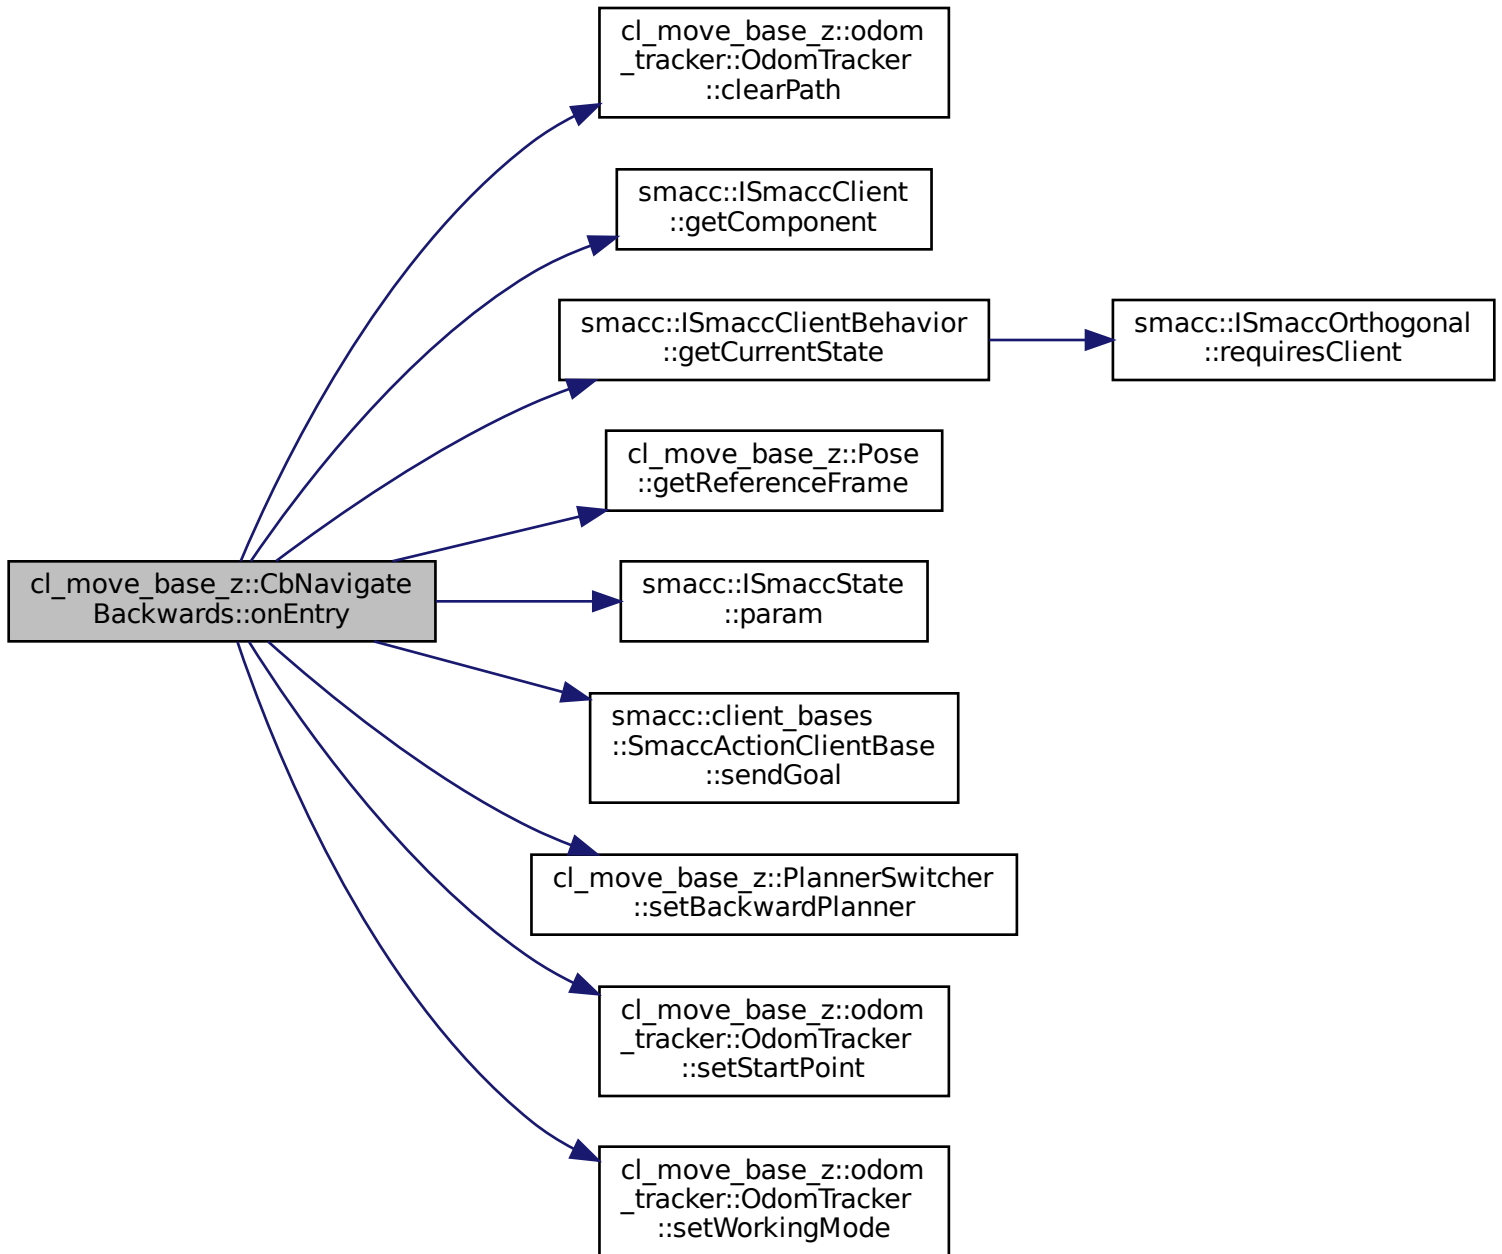 cl_move_base_z::odom
_tracker::OdomTracker
::clearPath
smacc::ISmaccClient
::getComponent
smacc::ISmaccClientBehavior
::getCurrentState
smacc::ISmaccOrthogonal
::requiresClient
cl_move_base_z::Pose
::getReferenceFrame
cl_move_base_z::CbNavigate
Backwards::onEntry
smacc::ISmaccState
::param
smacc::client_bases
::SmaccActionClientBase
::sendGoal
cl_move_base_z::PlannerSwitcher
::setBackwardPlanner
cl_move_base_z::odom
_tracker::OdomTracker
::setStartPoint
cl_move_base_z::odom
_tracker::OdomTracker
::setWorkingMode